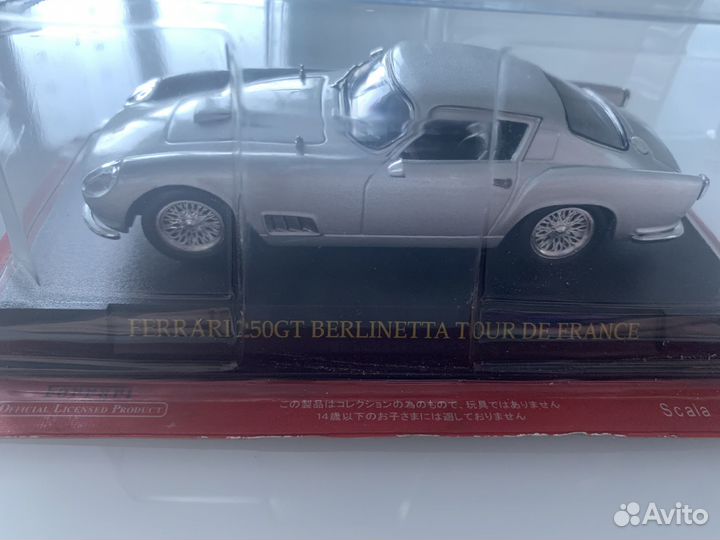 FERRARI 250GT BERLINETTA TOUR DE FRANCE
Ferrari
OFFICIAL LICENSED PRODUCT
この製品はコレクションの為のもので、玩具ではありません
14歳以下のお子さまには適しておりません
Scala
Avito